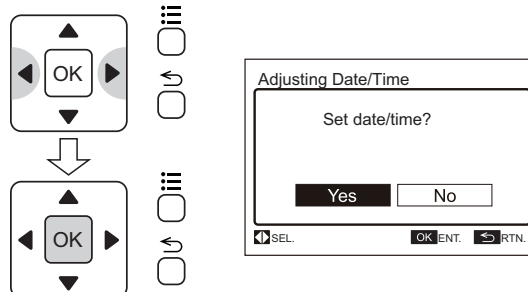 OK
OK
Adjusting Date/Time
Set date/time?
Yes No
SEL. OK ENT. RTN.